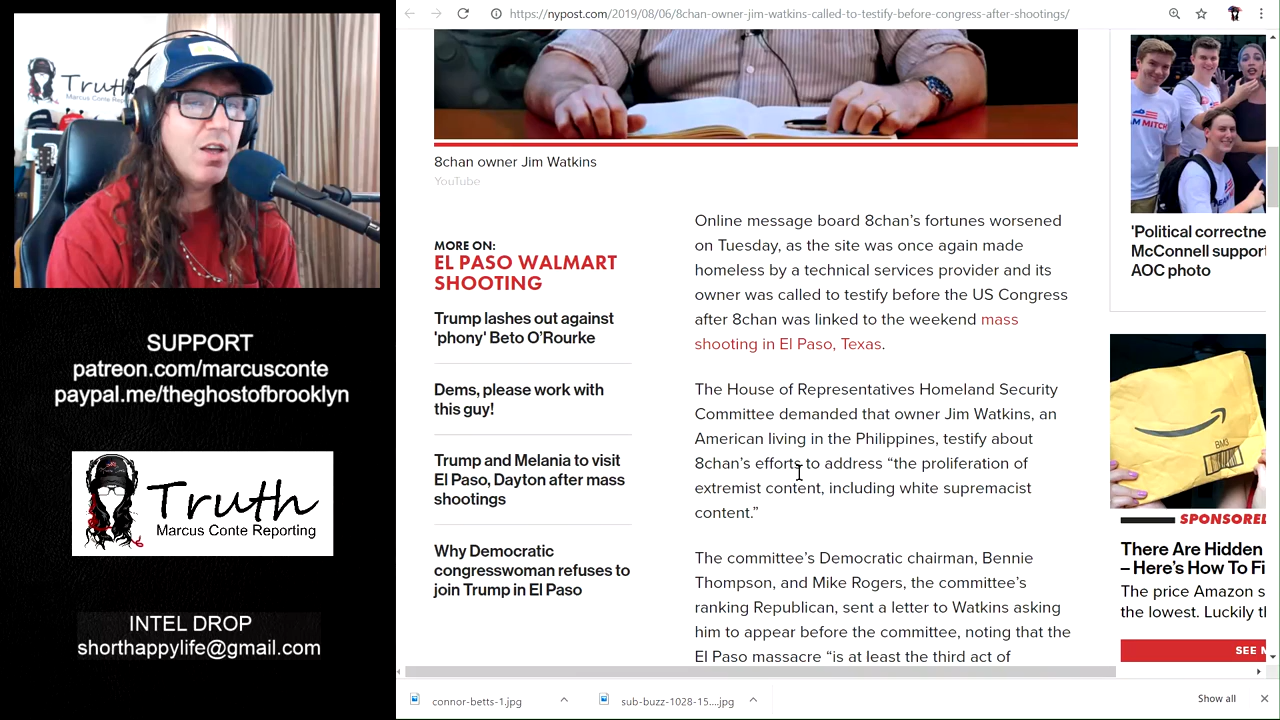 https://nypost.com/2019/08/06/8chan-owner-jim-watkins-called-to-testify-before-congress-after-shootings/
Truth
Marcus Conte Repo
SUPPORT
patreon.com/marcusconte
paypal.me/theghostofbrooklyn
Truth
Marcus Conte Reporting
INTEL DROP
shorthappylife@gmail.com
8chan owner Jim Watkins
YouTube
MORE ON:
EL PASO WALMART
SHOOTING
Trump lashes out against
'phony' Beto O’Rourke
Dems, please work with
this guy!
Trump and Melania to visit
El Paso, Dayton after mass
shootings
Why Democratic
congresswoman refuses to
join Trump in El Paso
Online message board 8chan’s fortunes worsened
on Tuesday, as the site was once again made
homeless by a technical services provider and its
owner was called to testify before the US Congress
after 8chan was linked to the weekend mass
shooting in El Paso, Texas.
The House of Representatives Homeland Security
Committee demanded that owner Jim Watkins, an
American living in the Philippines, testify about
8chan’s efforts to address “the proliferation of
extremist content, including white supremacist
content.”
The committee’s Democratic chairman, Bennie
Thompson, and Mike Rogers, the committee’s
ranking Republican, sent a letter to Watkins asking
him to appear before the committee, noting that the
El Paso massacre “is at least the third act of
AM MITCH
'Political correctne
McConnell support
AOC photo
BM3
SPONSORED
There Are Hidden
– Here’s How To Fi
The price Amazon s
the lowest. Luckily t
SEE M
connor-betts-1.jpg
sub-buzz-1028-15....jpg
Show all